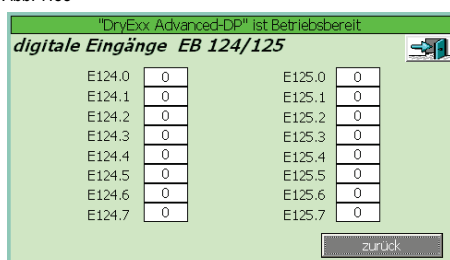 "DryExx Advanced-DP" ist Betriebsbereit
digitale Eingänge EB 124/125
E124.0 0 E125.0 0
E124.1 0 E125.1 0
E124.2 0 E125.2 0
E124.3 0 E125.3 0
E124.4 0 E125.4 0
E124.5 0 E125.5 0
E124.6 0 E125.6 0
E124.7 0 E125.7 0
zurück